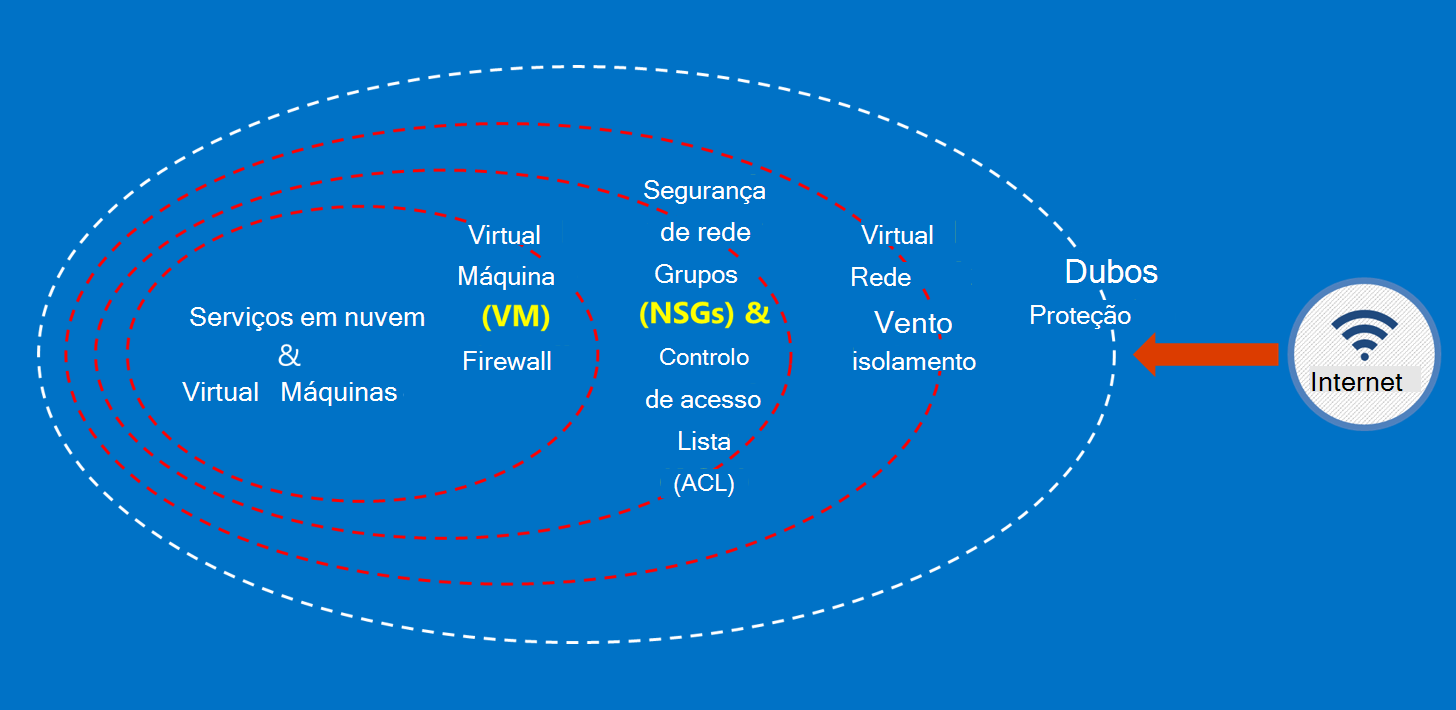 Serviços em nuvem
&
Virtual Máquinas
Virtual
Máquina
(VM)
Firewall
Segurança
de rede
Grupos
(NSGs) &
Controlo
de acesso
Lista
(ACL)
Virtual
Rede
Vento
isolamento
Dubos
Proteção
Internet